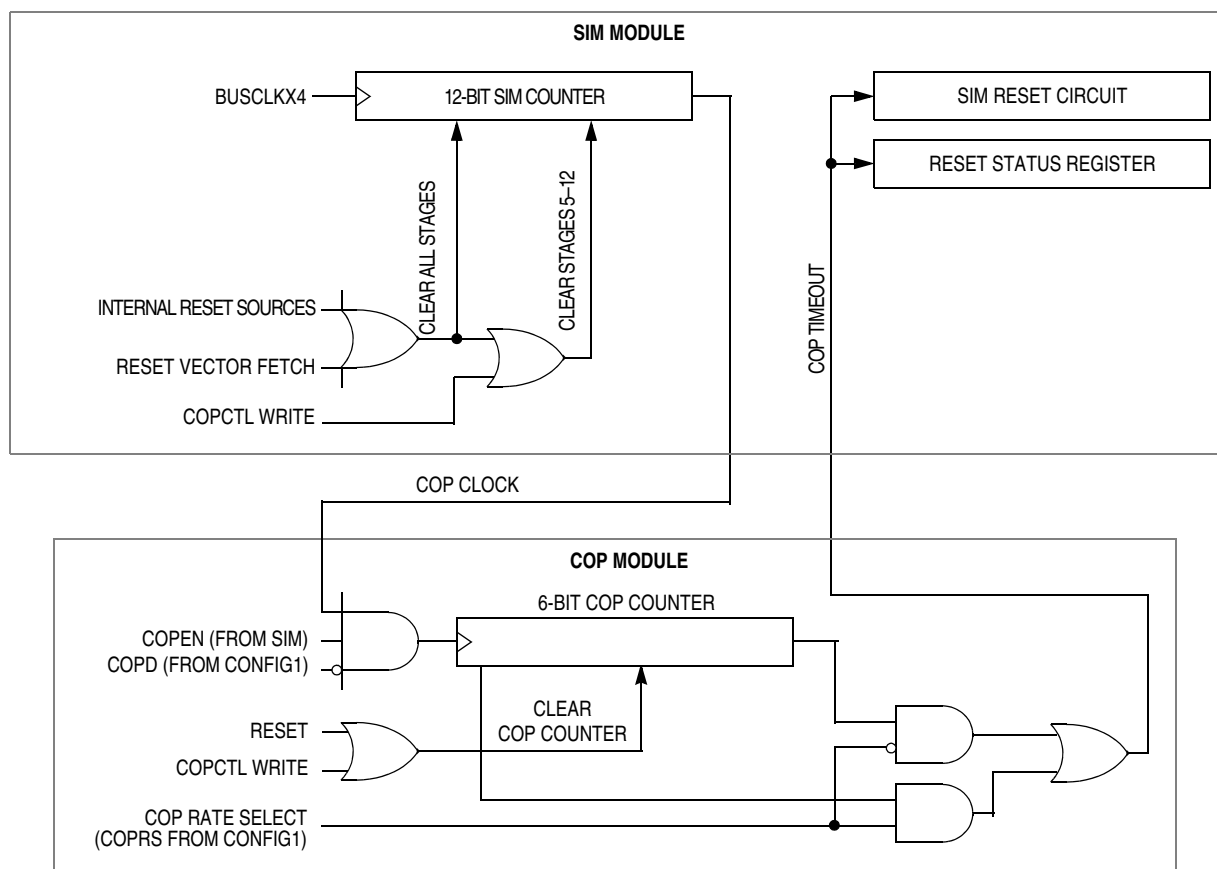 SIM MODULE
BUSCLKX4
12-BIT SIM COUNTER
SIM RESET CIRCUIT
RESET STATUS REGISTER
CLEAR ALL STAGES
CLEAR STAGES 5–12
COP TIMEOUT
INTERNAL RESET SOURCES
RESET VECTOR FETCH
COPCTL WRITE
COP CLOCK
COP MODULE
6-BIT COP COUNTER
COPEN (FROM SIM)
COPD (FROM CONFIG1)
CLEAR
COP COUNTER
RESET
COPCTL WRITE
COP RATE SELECT
(COPRS FROM CONFIG1)